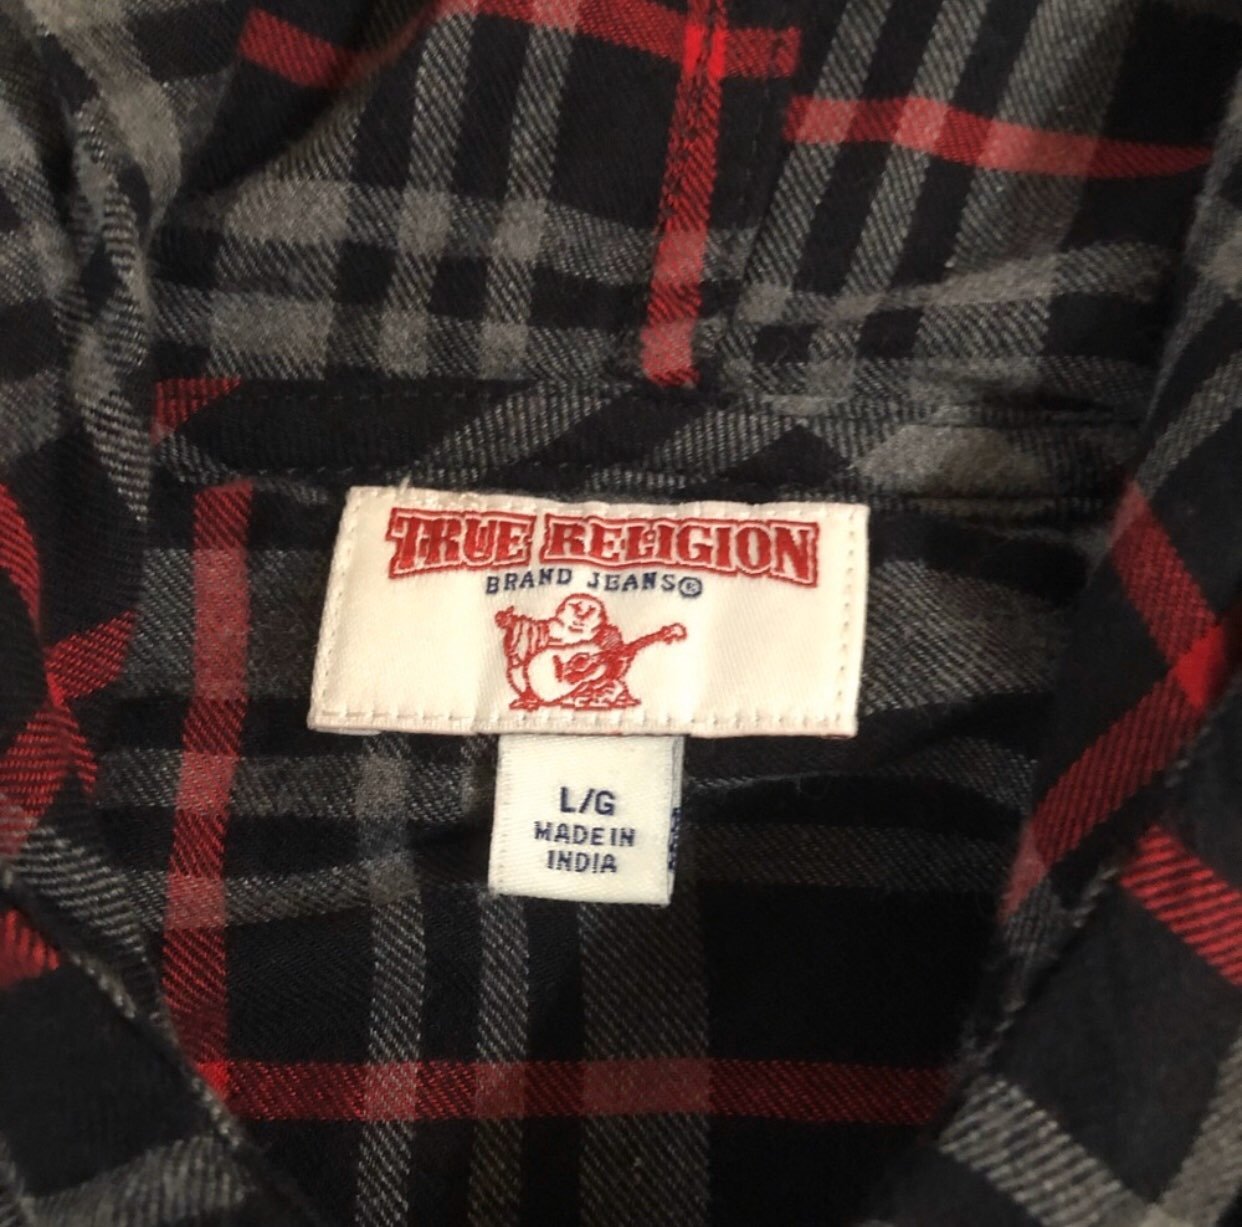 TRUE RELIGION
BRAND JEANS®
L/G
MADE IN
INDIA